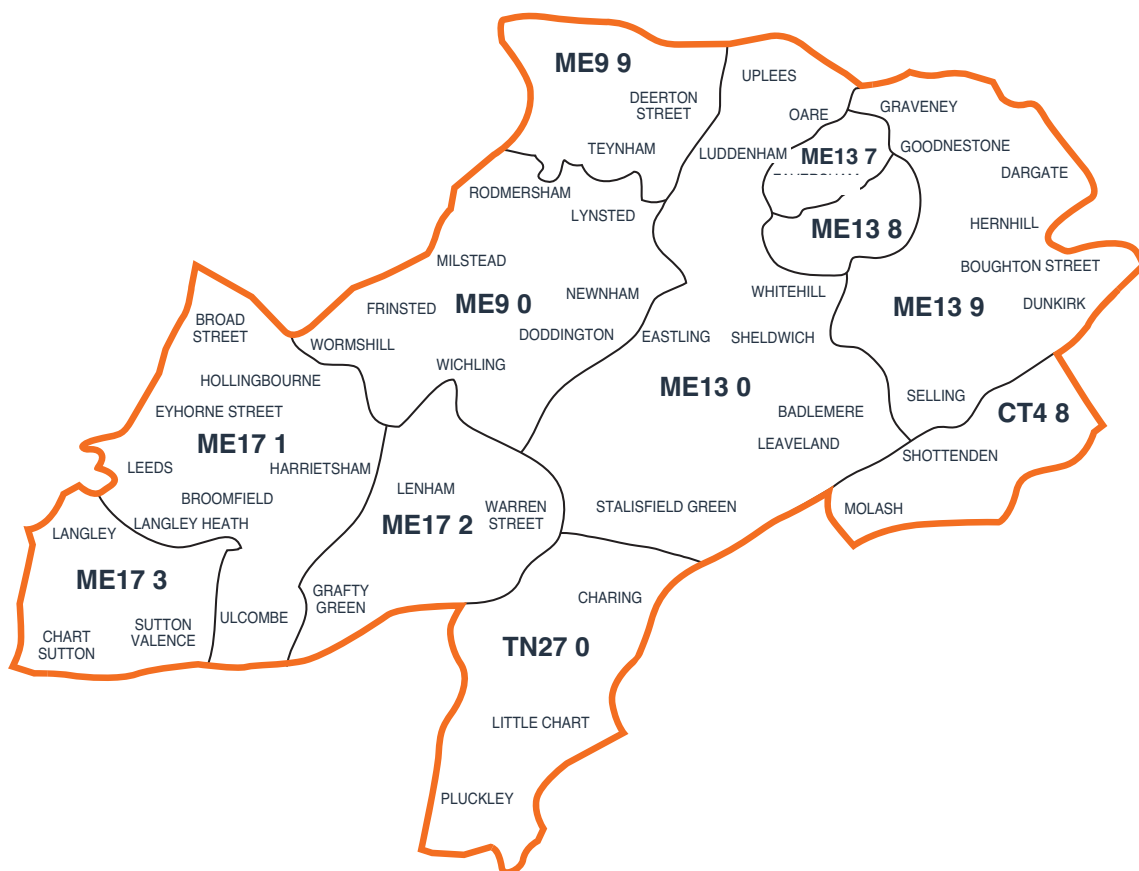 ME9 9
UPLEES
DEERTON
STREET
OARE
GRAVENEY
TEYNHAM
LUDDENHAM
ME13 7
GOODNESTONE
DARGATE
RODMERSHAM
LYNSTED
ME13 8
HERNHILL
MILSTEAD
BOUGHTON STREET
FRINSTED
ME9 0
NEWNHAM
WHITEHILL
ME13 9
DUNKIRK
BROAD
STREET
WORMSHILL
DODDINGTON
EASTLING
SHELDWICH
WICHLING
HOLLINGBOURNE
ME13 0
SELLING
CT4 8
EYHORNE STREET
BADLEMERE
ME17 1
LEAVELAND
SHOTTENDEN
LEEDS
HARRIETSHAM
BROOMFIELD
LENHAM
WARREN
STREET
STALISFIELD GREEN
MOLASH
LANGLEY
LANGLEY HEATH
ME17 2
ME17 3
GRAFTY
GREEN
CHARING
ULCOMBE
SUTTON
VALENCE
CHART
SUTTON
TN27 0
LITTLE CHART
PLUCKLEY